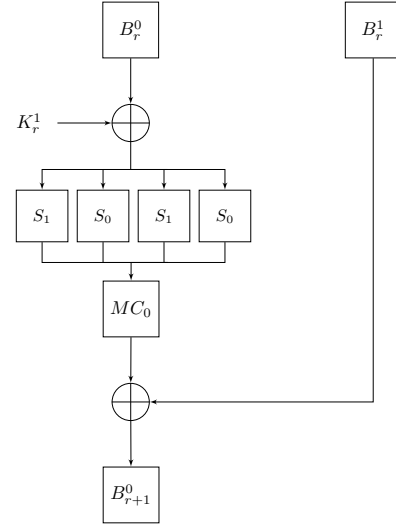 $B_r^0$ $B_r^1$
$K_r^1$
$S_1$ $S_0$ $S_1$ $S_0$
$MC_0$
$B_{r+1}^0$